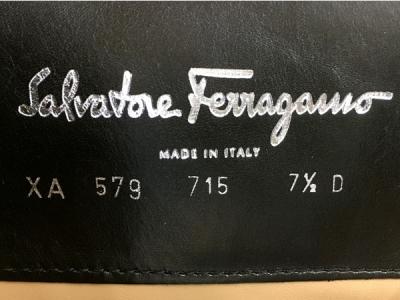 Salvatore Ferragamo
MADE IN ITALY
XA 579 715 7½ D